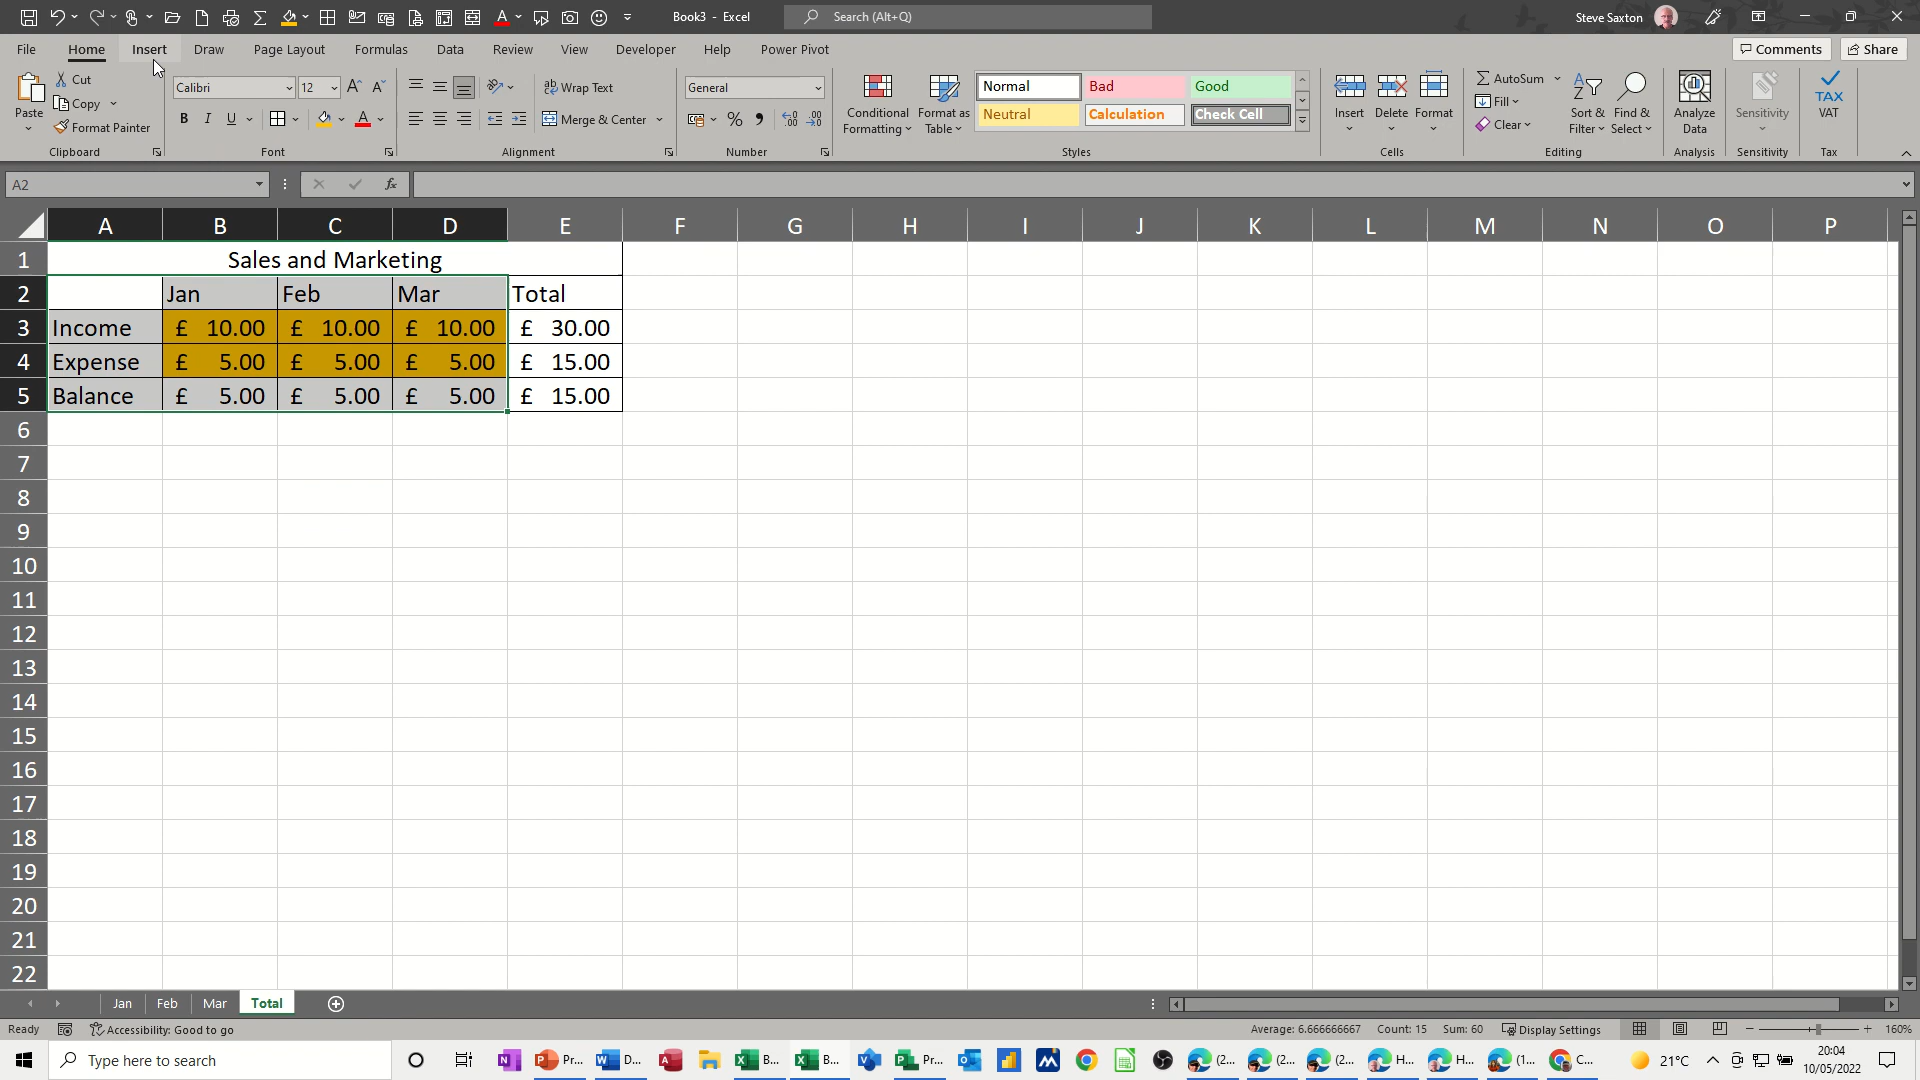 Book3 - Excel
Search (Alt+Q)
Steve Saxton
File Home Insert Draw Page Layout Formulas Data Review View Developer Help Power Pivot
Comments Share
Paste
Cut
Copy
Format Painter
Clipboard
Calibri 12
B I U
Font
Wrap Text
Merge & Center
Alignment
General
Number
Conditional Formatting
Format as Table
Normal Bad Good
Neutral Calculation Check Cell
Styles
Insert Delete Format
Cells
AutoSum
Fill
Clear
Sort & Filter
Find & Select
Editing
Analyze Data
Analysis
Sensitivity
Sensitivity
TAX
VAT
Tax
A2
fx
A B C D E F G H I J K L M N O P
1 Sales and Marketing
2 Jan Feb Mar Total
3 Income £ 10.00 £ 10.00 £ 10.00 £ 30.00
4 Expense £ 5.00 £ 5.00 £ 5.00 £ 15.00
5 Balance £ 5.00 £ 5.00 £ 5.00 £ 15.00
6
7
8
9
10
11
12
13
14
15
16
17
18
19
20
21
22
Jan Feb Mar Total
Ready Accessibility: Good to go Average: 6.666666667 Count: 15 Sum: 60 Display Settings 160%
Type here to search
Pr... D... B... B... Pr... (2... (2... (2... H... H... (1... C...
21°C
20:04
10/05/2022